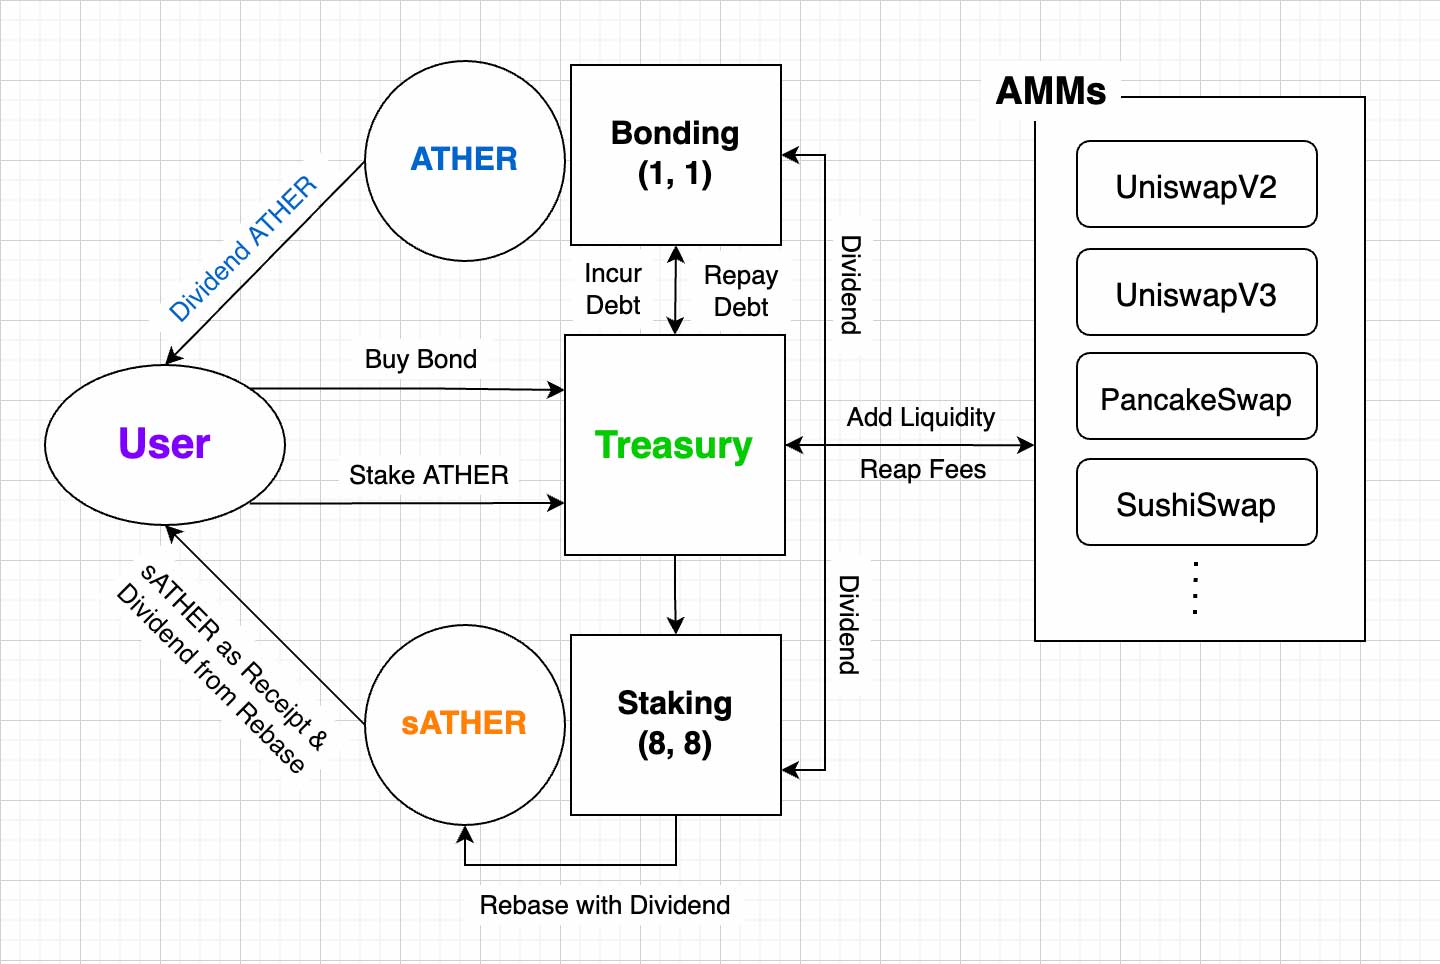 AMMs
ATHER
Bonding
(1, 1)
UniswapV2
Dividend ATHER
Incur
Debt
Repay
Debt
Dividend
UniswapV3
Buy Bond
User
Treasury
Add Liquidity
Reap Fees
PancakeSwap
Stake ATHER
SushiSwap
sATHER as Receipt &
Dividend from Rebase
Dividend
sATHER
Staking
(8, 8)
Rebase with Dividend